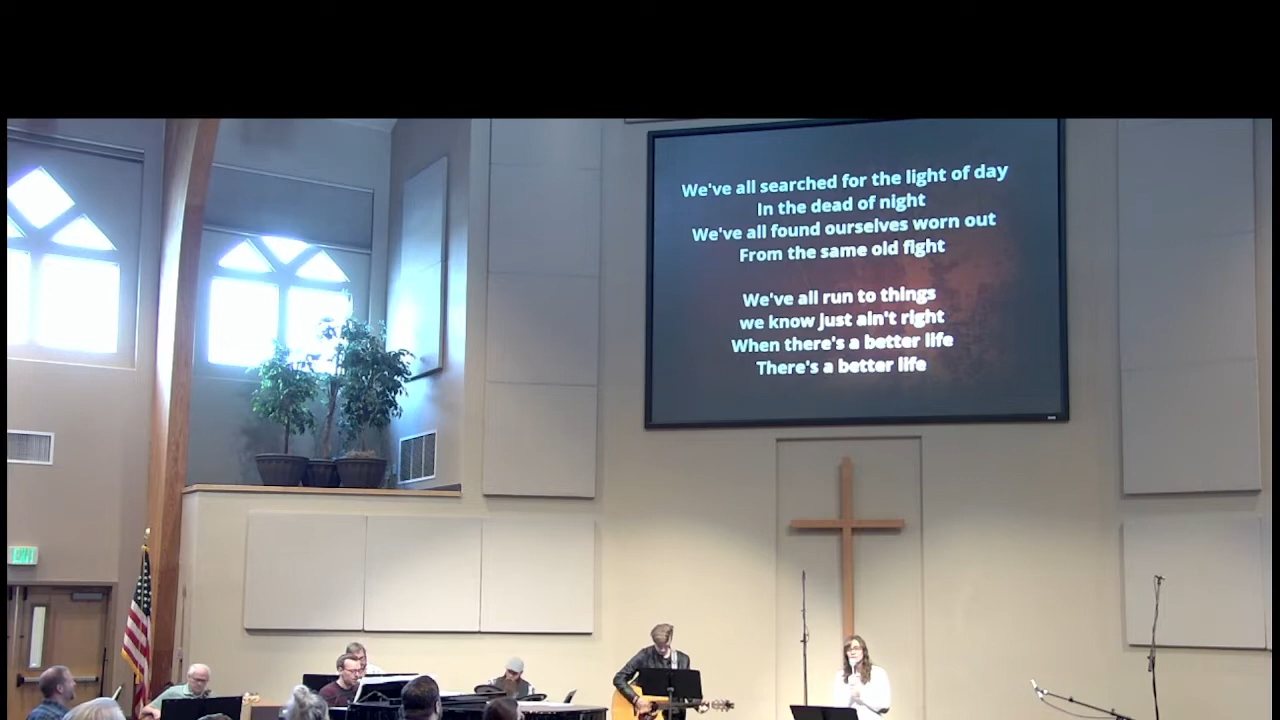 We've all searched for the light of day
In the dead of night
We've all found ourselves worn out
From the same old fight
We've all run to things
we know just ain't right
When there's a better life
There's a better life
EXIT